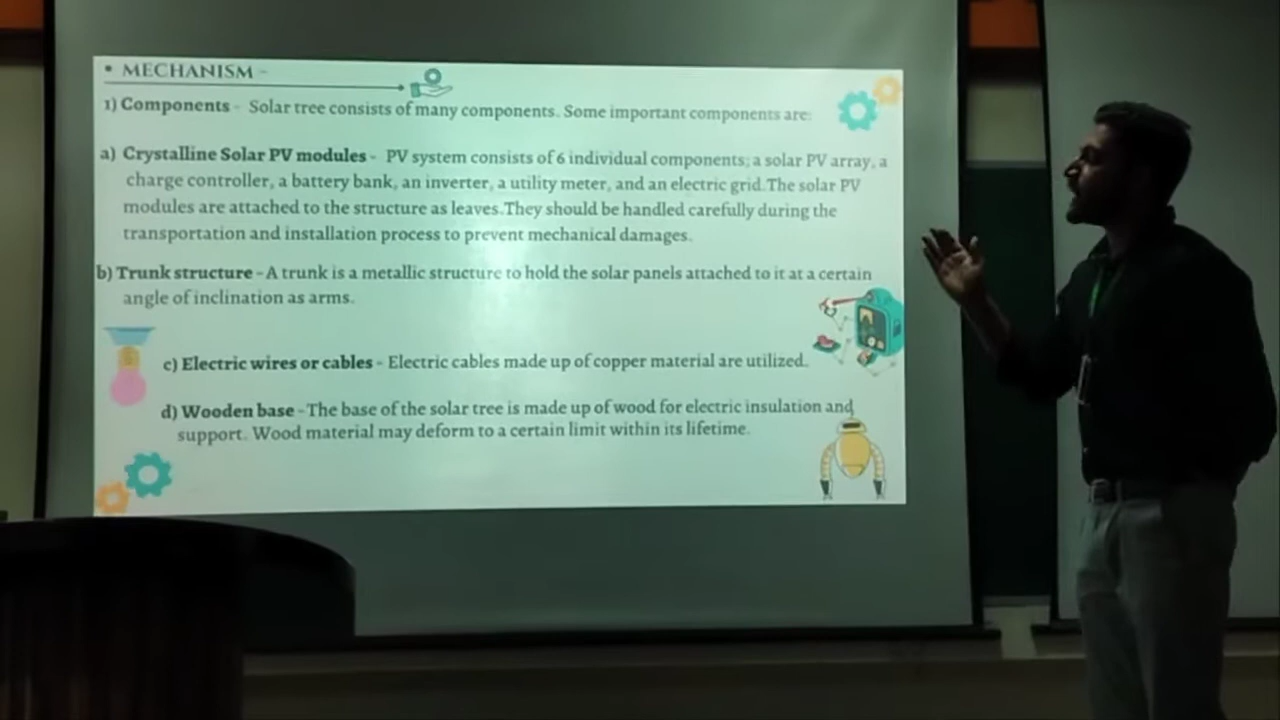 • MECHANISM -
1) Components - Solar tree consists of many components. Some important components are:
a) Crystalline Solar PV modules - PV system consists of 6 individual components; a solar PV array, a
charge controller, a battery bank, an inverter, a utility meter, and an electric grid.The solar PV
modules are attached to the structure as leaves.They should be handled carefully during the
transportation and installation process to prevent mechanical damages.
b) Trunk structure - A trunk is a metallic structure to hold the solar panels attached to it at a certain
angle of inclination as arms.
c) Electric wires or cables - Electric cables made up of copper material are utilized.
d) Wooden base - The base of the solar tree is made up of wood for electric insulation and
support. Wood material may deform to a certain limit within its lifetime.